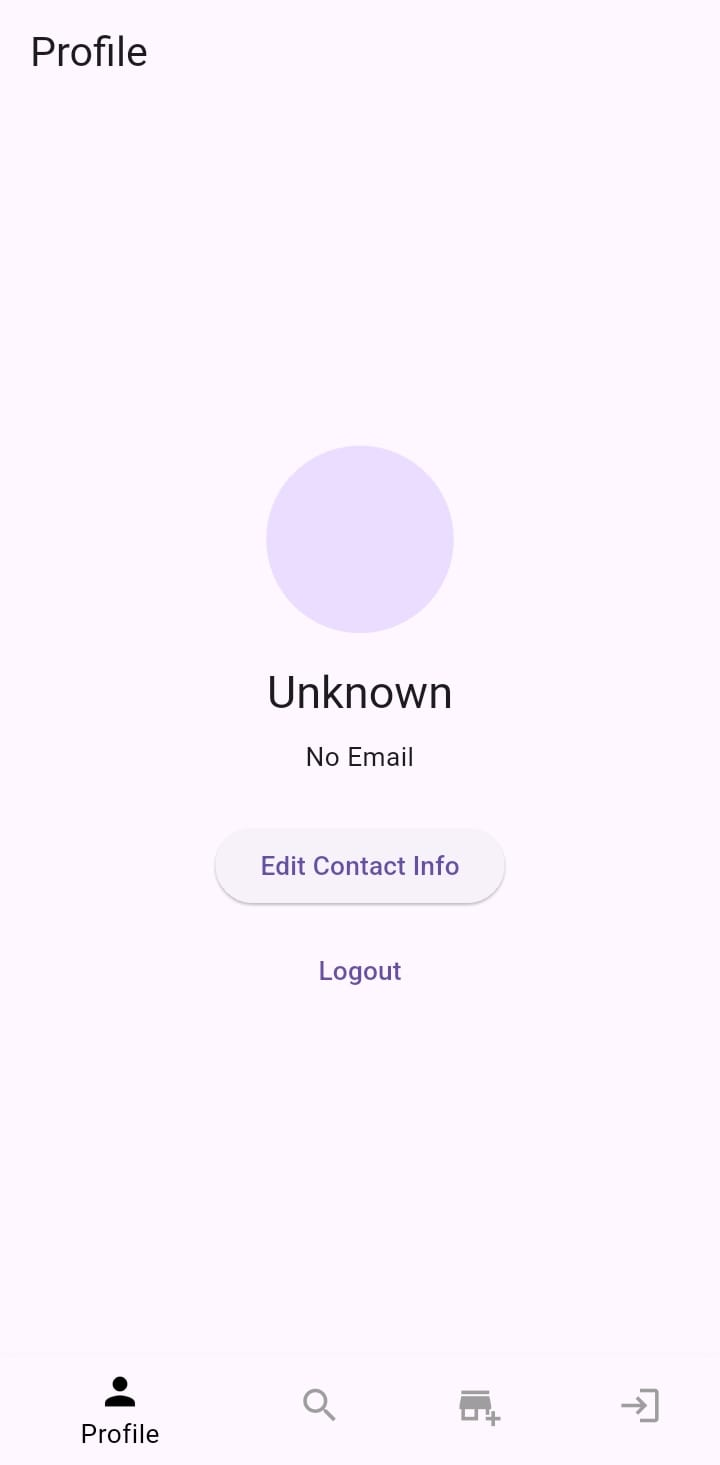 Profile
Unknown
No Email
Edit Contact Info
Logout
Profile